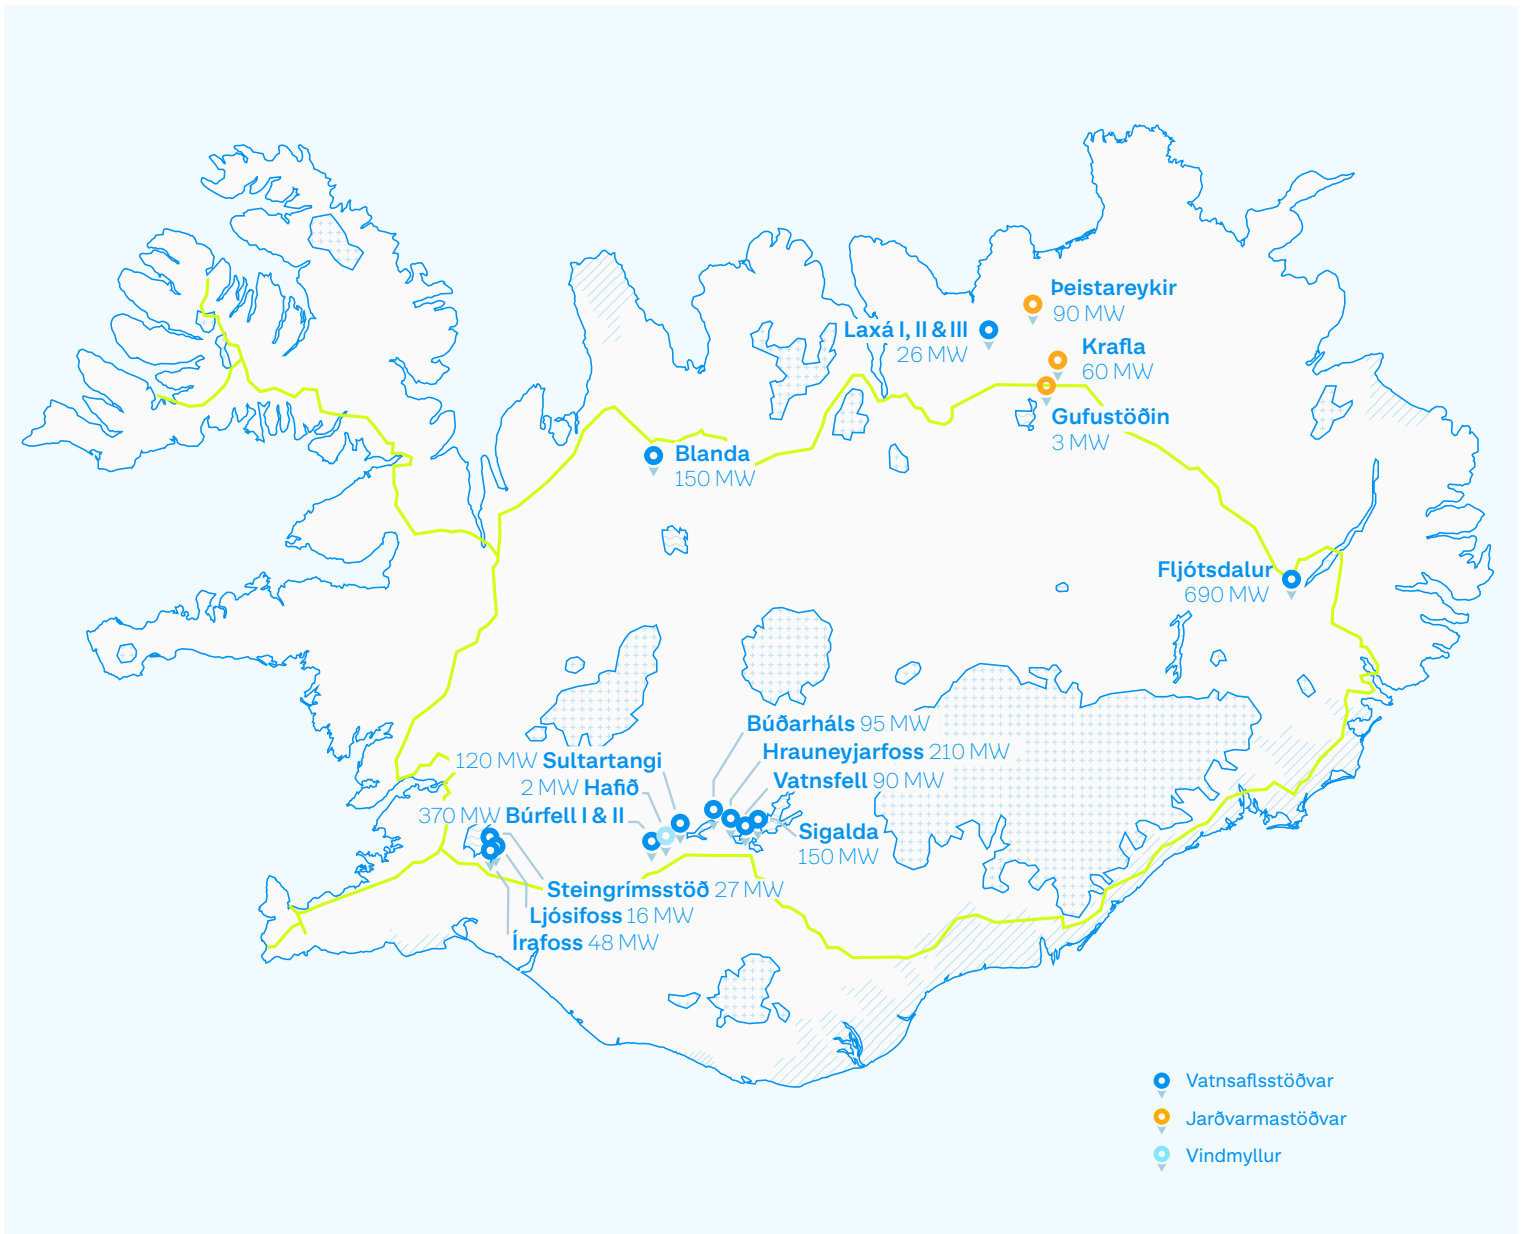 Þeistareykir
90 MW
Laxá I, II & III
26 MW
Krafla
60 MW
Gufustöðin
3 MW
Blanda
150 MW
Fljótsdalur
690 MW
Búðarháls 95 MW
Hrauneyjarfoss 210 MW
120 MW Sultartangi
Vatnsfell 90 MW
2 MW Hafið
370 MW Búrfell I & II
Sigalda
150 MW
Steingrímsstöð 27 MW
Ljósifoss 16 MW
Írafoss 48 MW
Vatnsaflsstöðvar
Jarðvarmastöðvar
Vindmyllur